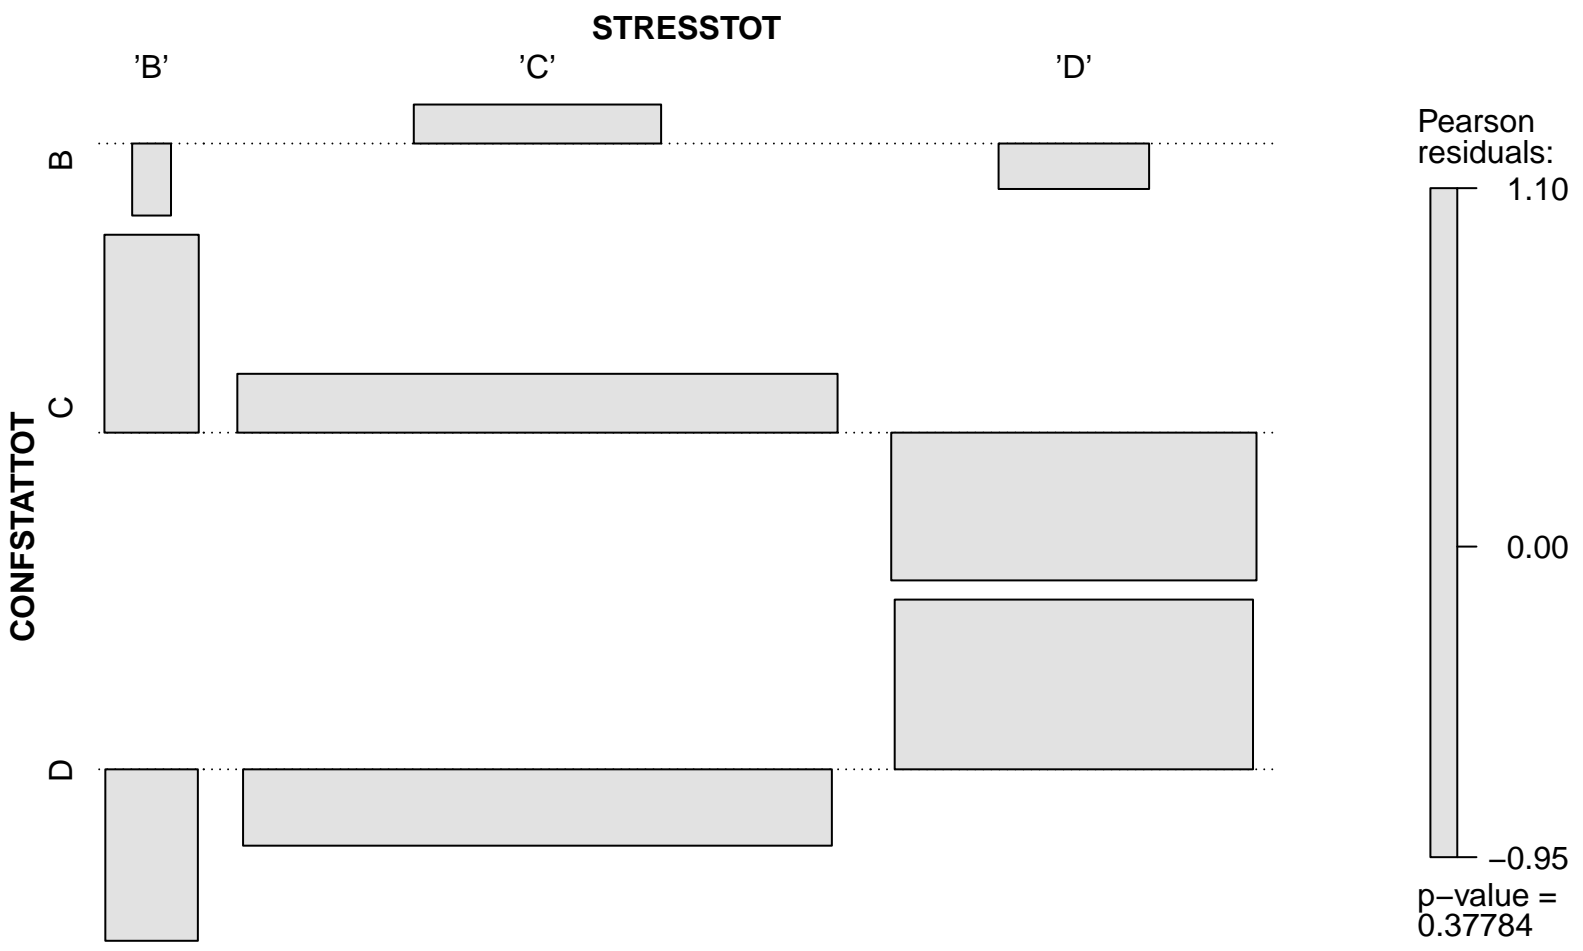 STRESSTOT
’B’ ’C’ ’D’
B
C
D
CONFSTATTOT
Pearson
residuals:
1.10
0.00
−0.95
p−value =
0.37784